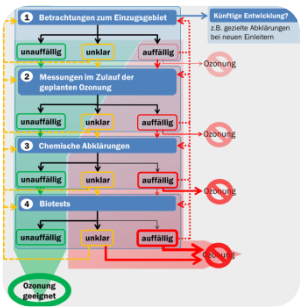 1 Betrachtungen zum Einzugsgebiet
Künftige Entwicklung?
z.B. gezielte Abklärungen
bei neuen Einleitern
unauffällig unklar auffällig
Ozonung
2 Messungen im Zulauf der
geplanten Ozonung
unauffällig unklar auffällig
Ozonung
3 Chemische Abklärungen
unauffällig unklar auffällig
Ozonung
4 Biotests
unauffällig unklar auffällig
Ozonung
Ozonung
geeignet